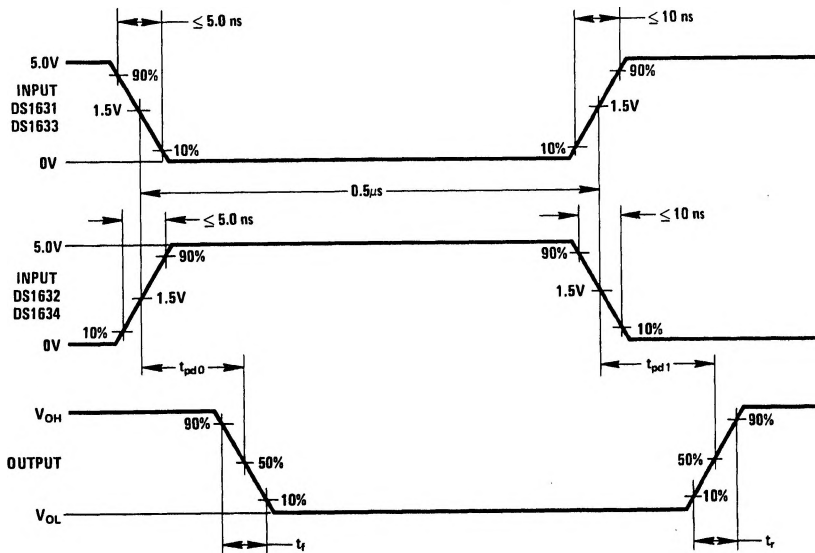 ≤ 5.0 ns
≤ 10 ns
5.0V
90%
90%
INPUT
DS1631
DS1633
1.5V
1.5V
10%
10%
0V
0.5μs
≤ 5.0 ns
≤ 10 ns
5.0V
90%
90%
INPUT
DS1632
DS1634
1.5V
1.5V
10%
10%
0V
tpd0
tpd1
VOH
90%
90%
OUTPUT
50%
50%
10%
10%
VOL
tf
tr